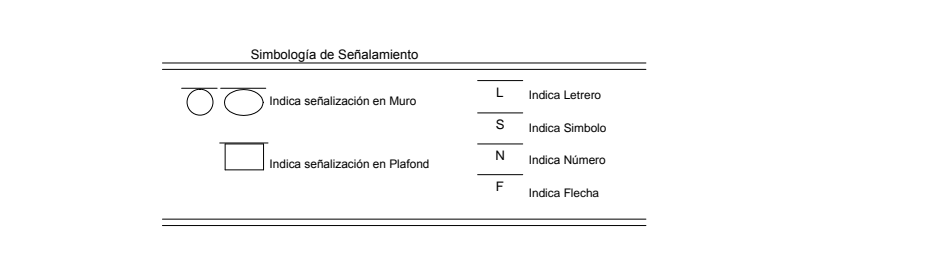 Simbología de Señalamiento
Indica señalización en Muro
Indica señalización en Plafond
L Indica Letrero
S Indica Simbolo
N Indica Número
F Indica Flecha